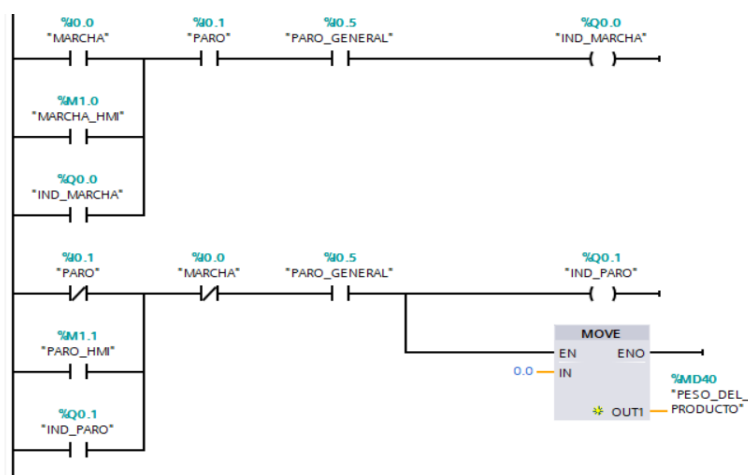 %I0.0 %I0.1 %I0.5 %Q0.0
"MARCHA" "PARO" "PARO_GENERAL" "IND_MARCHA"
%M1.0
"MARCHA_HMI"
%Q0.0
"IND_MARCHA"
%I0.1 %I0.0 %I0.5 %Q0.1
"PARO" "MARCHA" "PARO_GENERAL" "IND_PARO"
%M1.1
"PARO_HMI"
MOVE
EN ENO
0.0 IN
%MD40
"PESO_DEL_
OUT1 PRODUCTO"
%Q0.1
"IND_PARO"